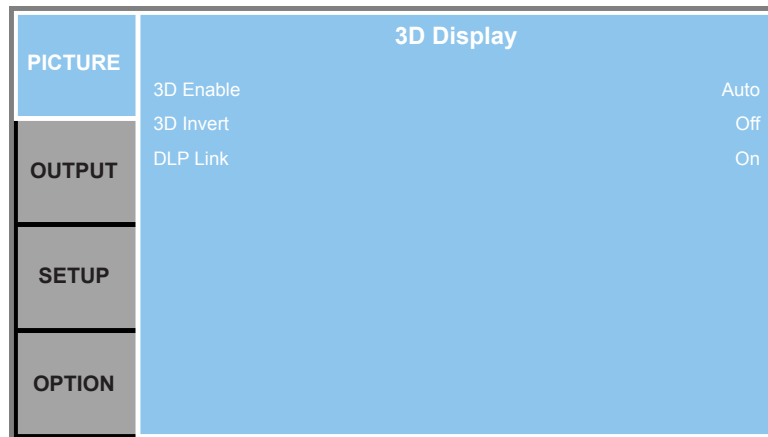 PICTURE
3D Display
3D Enable Auto
3D Invert Off
DLP Link On
OUTPUT
SETUP
OPTION